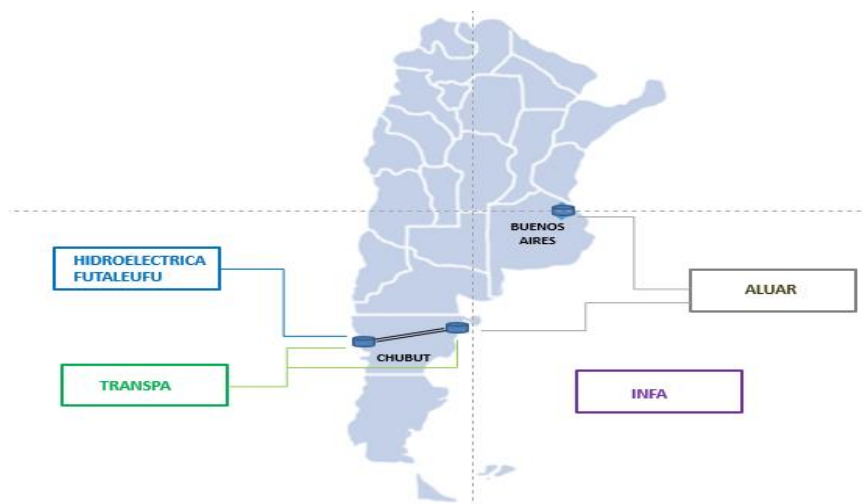 BUENOS
AIRES
HIDROELECTRICA
FUTALEUFU
ALUAR
CHUBUT
TRANSPA
INFA